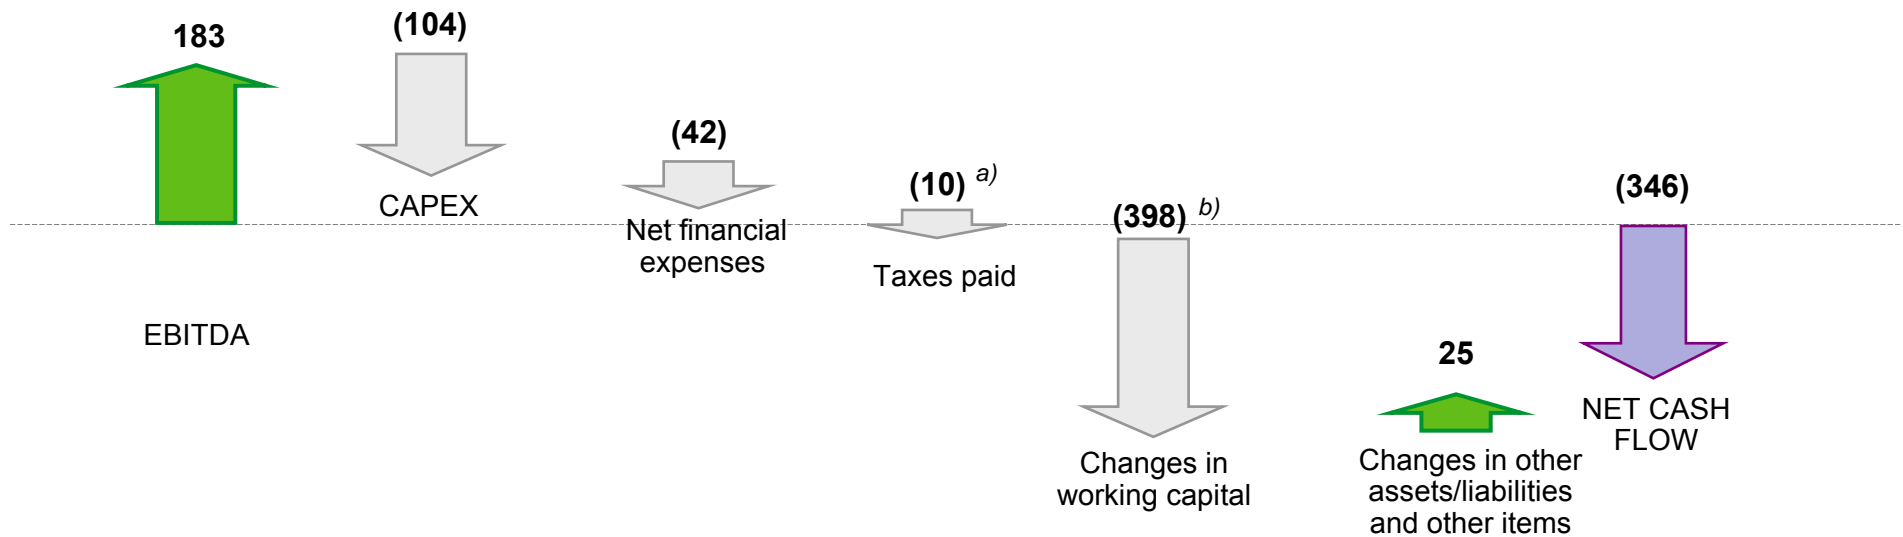 183
EBITDA
(104)
CAPEX
(42)
Net financial
expenses
(10) a)
Taxes paid
(398) b)
Changes in
working capital
25
Changes in other
assets/liabilities
and other items
(346)
NET CASH
FLOW